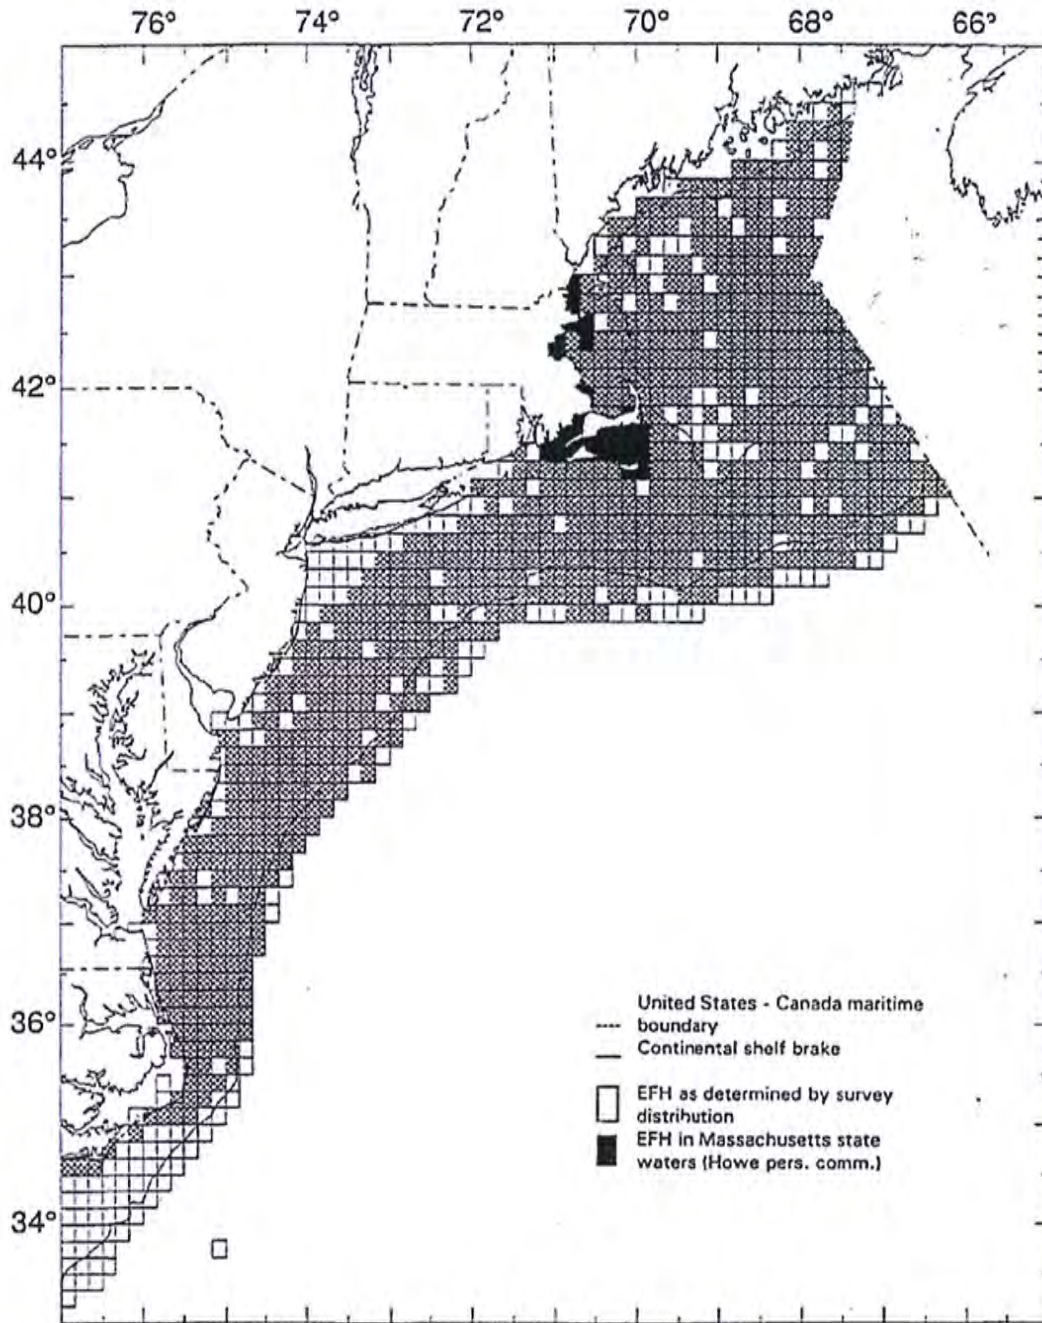 76° 74° 72° 70° 68° 66°
44°
42°
40°
38°
36°
34°
United States - Canada maritime
boundary
Continental shelf brake
EFH as determined by survey
distribution
EFH in Massachusetts state
waters (Howe pers. comm.)